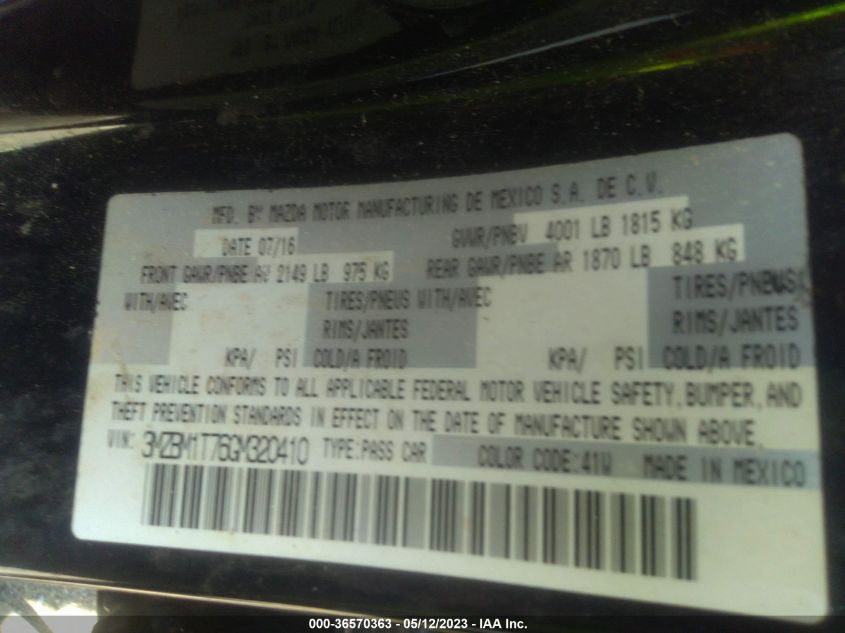 MFD. BY MAZDA MOTOR MANUFACTURING DE MEXICO S.A. DE C.V.
DATE 07/16 GVWR/PNBV 4001 LB 1815 KG
FRONT GAWR/PNBE AV 2149 LB 975 KG REAR GAWR/PNBE AR 1870 LB 848 KG
WITH/AVEC TIRES/PNEUS WITH/AVEC TIRES/PNEUS
RIMS/JANTES RIMS/JANTES
KPA/ PSI COLD/A FROID KPA/ PSI COLD/A FROID
THIS VEHICLE CONFORMS TO ALL APPLICABLE FEDERAL MOTOR VEHICLE SAFETY, BUMPER, AND
THEFT PREVENTION STANDARDS IN EFFECT ON THE DATE OF MANUFACTURE SHOWN ABOVE.
VIN: 3MZBM1T76GM320410 TYPE: PASS CAR COLOR CODE: 41W MADE IN MEXICO
000-36570363 - 05/12/2023 - IAA Inc.